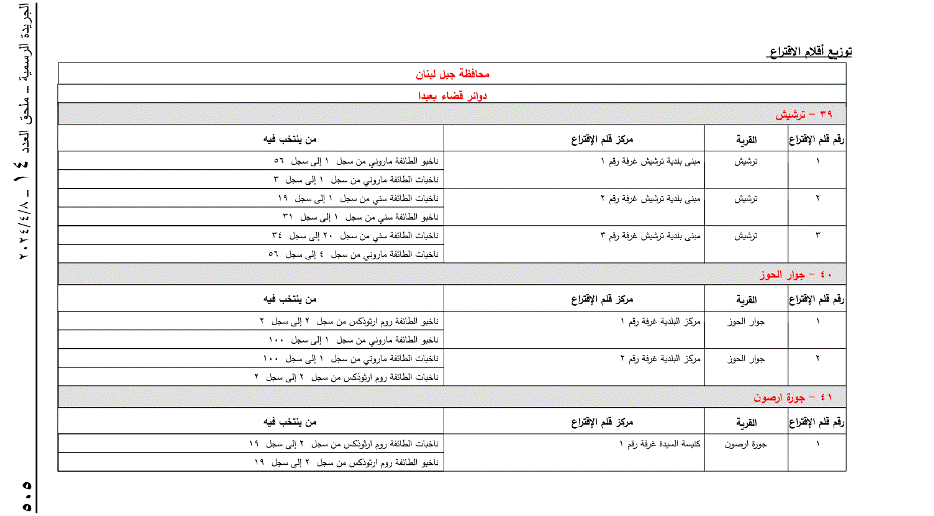 الجريدة الرسمية – ملحق العدد ١٤ – ٢٠٢٤/٤/٨
توزيع أقلام الاقتراع
محافظة جبل لبنان
دوائر قضاء بعبدا
٣٩ - ترشيش
رقم قلم الإقتراع القرية مركز قلم الإقتراع من ينتخب فيه
١ ترشيش مبنى بلدية ترشيش غرفة رقم ١ ناخبو الطائفة ماروني من سجل ١ إلى سجل ٥٦
ناخبات الطائفة ماروني من سجل ١ إلى سجل ٣
٢ ترشيش مبنى بلدية ترشيش غرفة رقم ٢ ناخبات الطائفة سني من سجل ١ إلى سجل ١٩
ناخبو الطائفة سني من سجل ١ إلى سجل ٣١
٣ ترشيش مبنى بلدية ترشيش غرفة رقم ٣ ناخبات الطائفة سني من سجل ٢٠ إلى سجل ٣٤
ناخبات الطائفة ماروني من سجل ٤ إلى سجل ٥٦
٤٠ - جوار الحوز
رقم قلم الإقتراع القرية مركز قلم الإقتراع من ينتخب فيه
١ جوار الحوز مركز البلدية غرفة رقم ١ ناخبو الطائفة روم ارثوذكس من سجل ٢ إلى سجل ٢
ناخبو الطائفة ماروني من سجل ١ إلى سجل ١٠٠
٢ جوار الحوز مركز البلدية غرفة رقم ٢ ناخبات الطائفة ماروني من سجل ١ إلى سجل ١٠٠
ناخبات الطائفة روم ارثوذكس من سجل ٢ إلى سجل ٢
٤١ - جورة ارصون
رقم قلم الإقتراع القرية مركز قلم الإقتراع من ينتخب فيه
١ جورة ارصون كنيسة السيدة غرفة رقم ١ ناخبات الطائفة روم ارثوذكس من سجل ٢ إلى سجل ١٩
ناخبو الطائفة روم ارثوذكس من سجل ٢ إلى سجل ١٩
٥٠٥